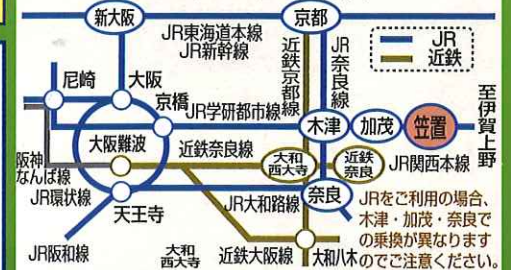 新大阪
京都
JR東海道本線
JR新幹線
近鉄京都線
JR奈良線
JR
近鉄
尼崎
大阪
京橋
JR学研都市線
木津
加茂
笠置
至伊賀上野
大阪難波
近鉄奈良線
大和
西大寺
近鉄
奈良
JR関西本線
阪神
なんば線
JR環状線
天王寺
JR大和路線
奈良
JRをご利用の場合、
木津・加茂・奈良で
の乗換が異なります
のでご注意ください。
JR阪和線
大和
西大寺
近鉄大阪線
大和八木